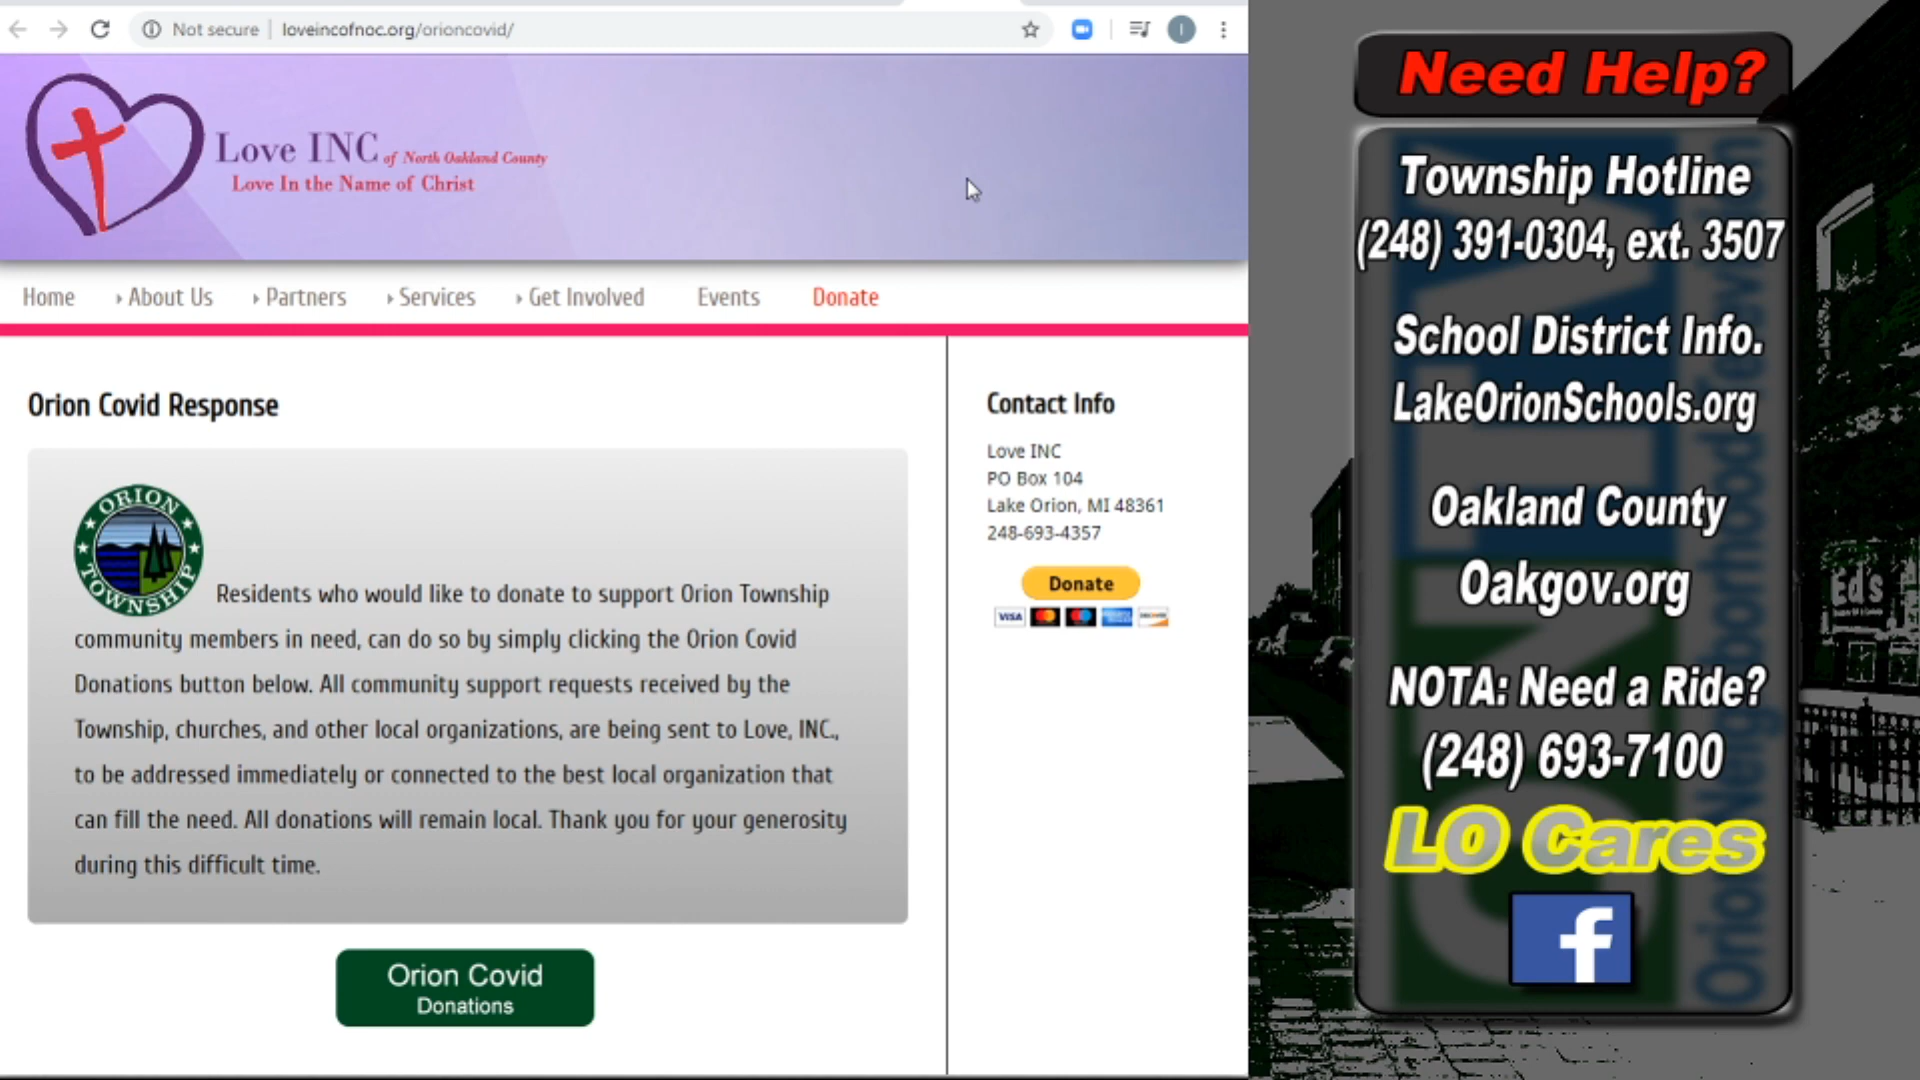 Not secure
loveincofnoc.org/orioncovid/
I
Love INC of North Oakland County
Love In the Name of Christ
Home
About Us
Partners
Services
Get Involved
Events
Donate
Orion Covid Response
ORION
TOWNSHIP
Residents who would like to donate to support Orion Township
community members in need, can do so by simply clicking the Orion Covid
Donations button below. All community support requests received by the
Township, churches, and other local organizations, are being sent to Love, INC.,
to be addressed immediately or connected to the best local organization that
can fill the need. All donations will remain local. Thank you for your generosity
during this difficult time.
Orion Covid
Donations
Contact Info
Love INC
PO Box 104
Lake Orion, MI 48361
248-693-4357
Donate
VISA
Need Help?
Township Hotline
(248) 391-0304, ext. 3507
School District Info.
LakeOrionSchools.org
Oakland County
Oakgov.org
NOTA: Need a Ride?
(248) 693-7100
LO Cares
f
ONTV
Orion Neighborhood Television
Ed's